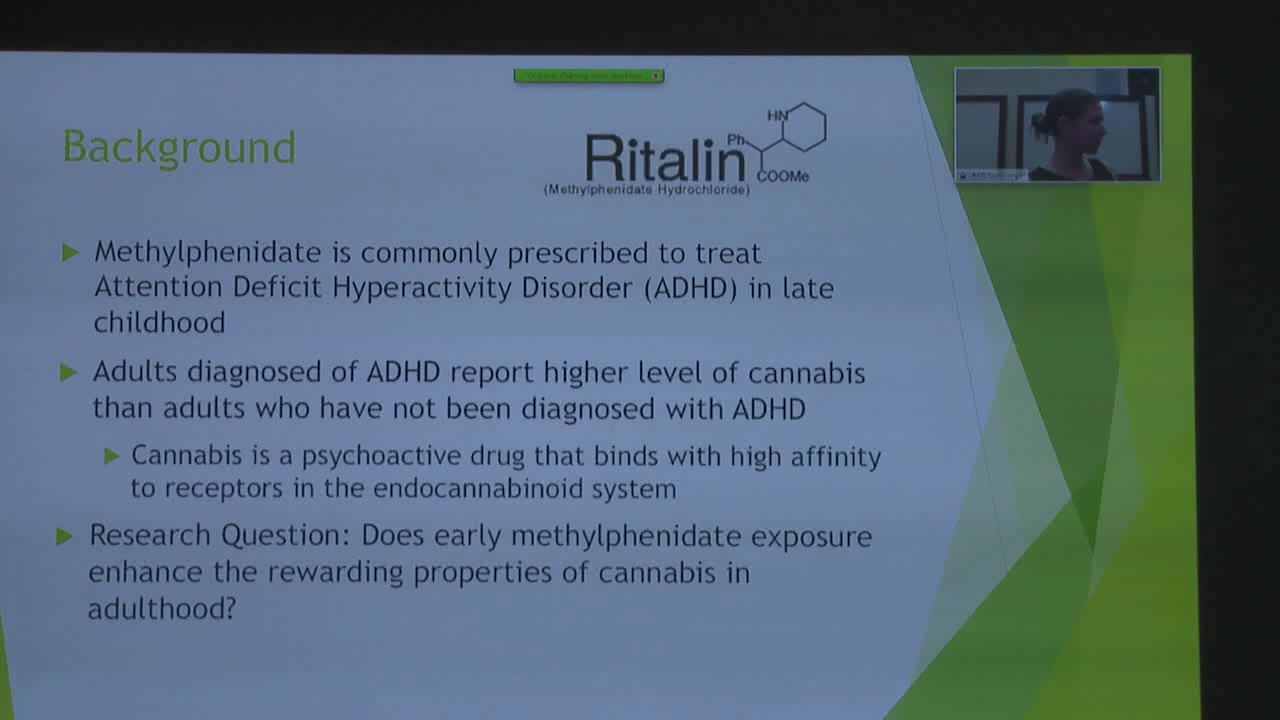 Background
HN
Ph
Ritalin
COOMe
(Methylphenidate Hydrochloride)
Methylphenidate is commonly prescribed to treat
Attention Deficit Hyperactivity Disorder (ADHD) in late
childhood
Adults diagnosed of ADHD report higher level of cannabis
than adults who have not been diagnosed with ADHD
Cannabis is a psychoactive drug that binds with high affinity
to receptors in the endocannabinoid system
Research Question: Does early methylphenidate exposure
enhance the rewarding properties of cannabis in
adulthood?